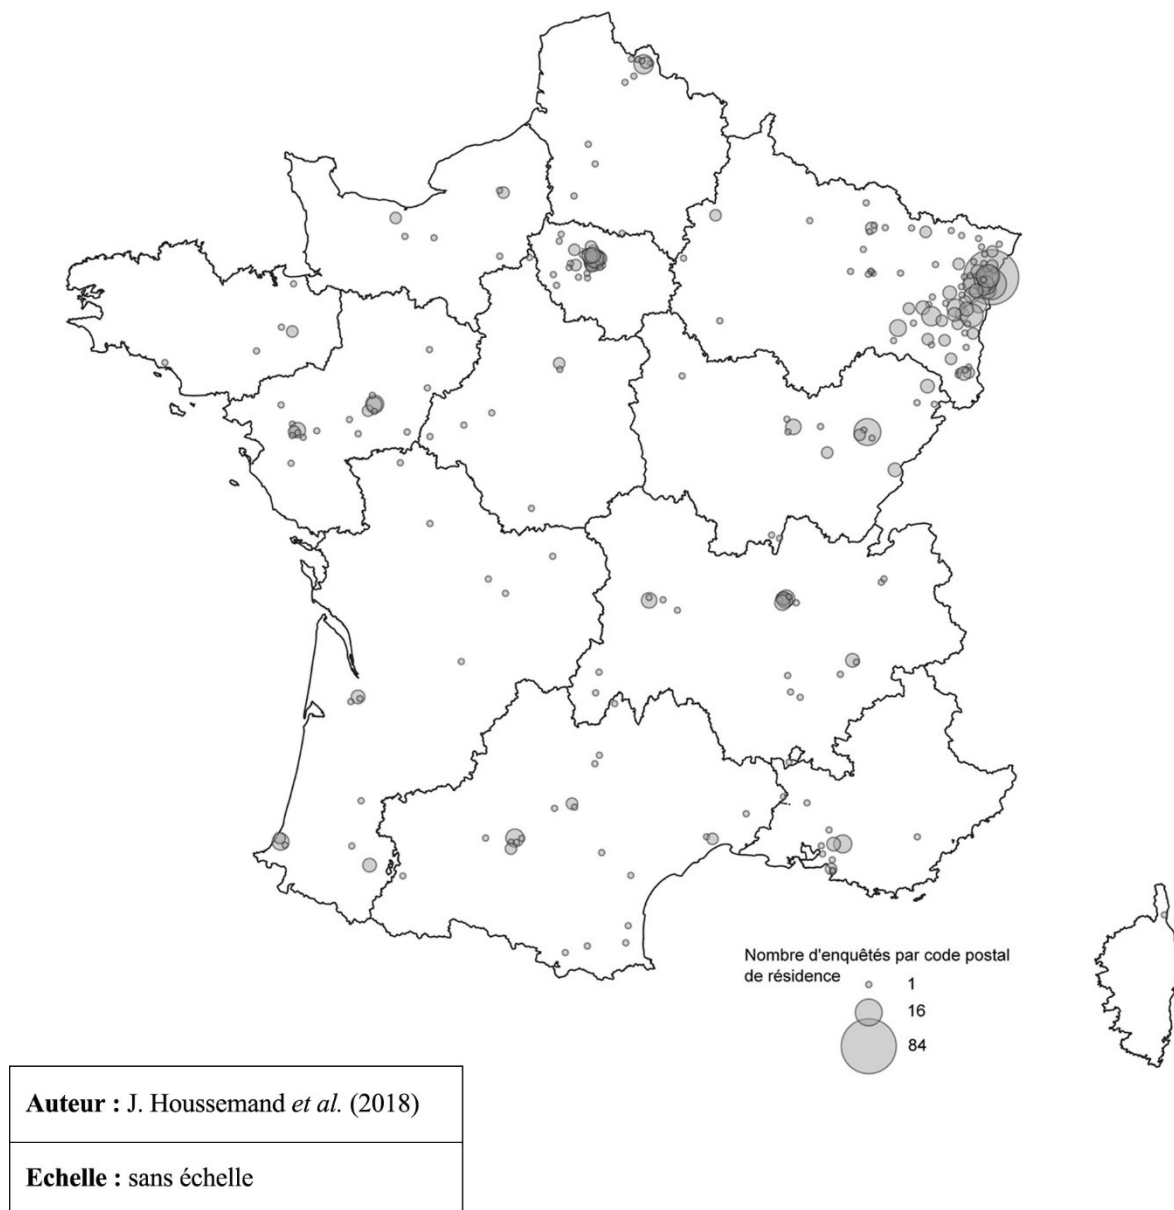 Nombre d'enquêtés par code postal
de résidence
1
16
84
Auteur : J. Houssemand et al. (2018)
Echelle : sans échelle